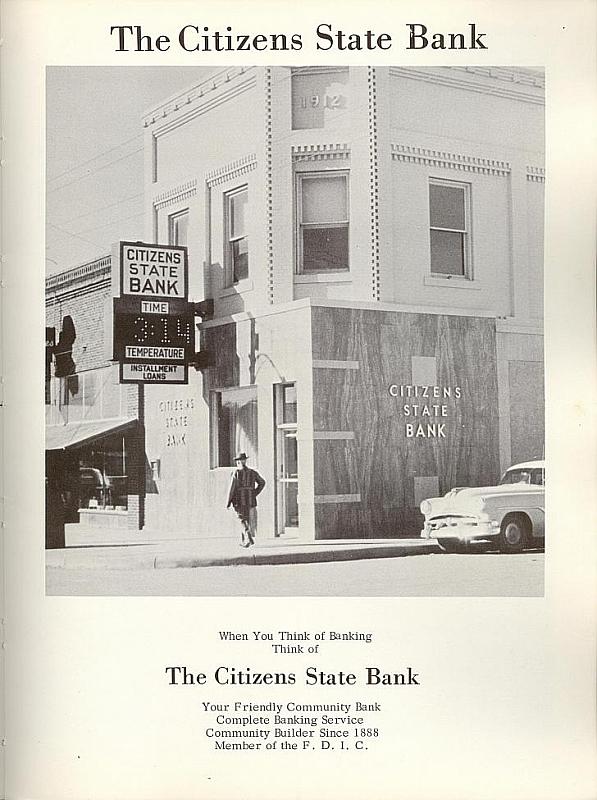 The Citizens State Bank
1912
CITIZENS
STATE
BANK
TIME
3:14
TEMPERATURE
INSTALLMENT
LOANS
CITIZENS
STATE
BANK
CITIZENS
STATE
BANK
When You Think of Banking
Think of
The Citizens State Bank
Your Friendly Community Bank
Complete Banking Service
Community Builder Since 1888
Member of the F. D. I. C.